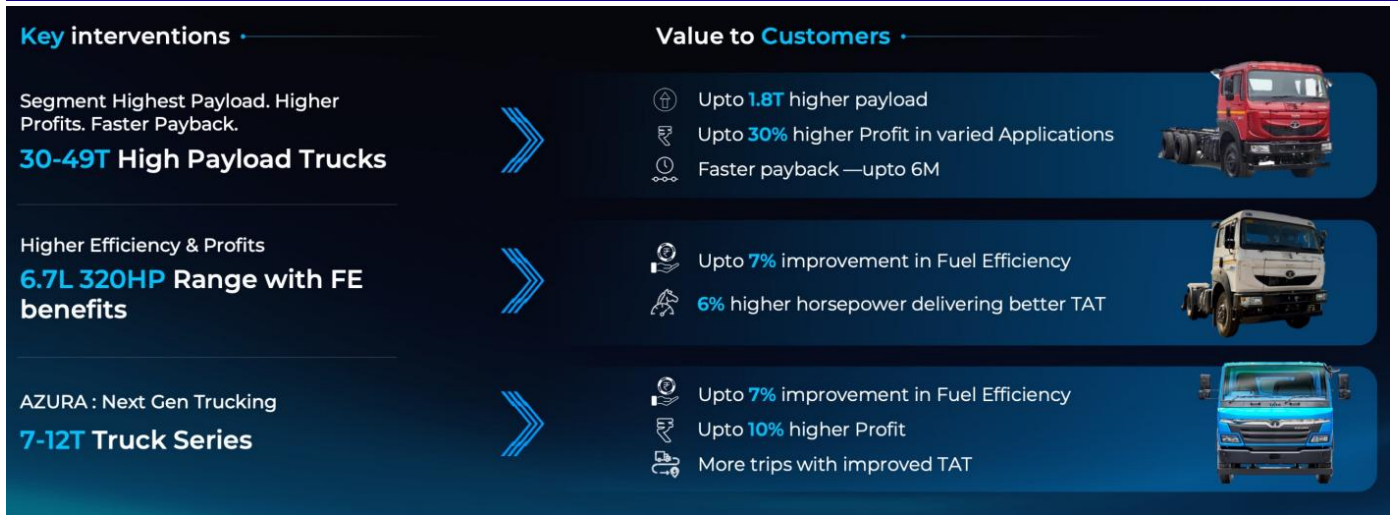 Key interventions
Value to Customers
Segment Highest Payload. Higher
Profits. Faster Payback.
30-49T High Payload Trucks
Upto 1.8T higher payload
Upto 30% higher Profit in varied Applications
Faster payback —upto 6M
Higher Efficiency & Profits
6.7L 320HP Range with FE
benefits
Upto 7% improvement in Fuel Efficiency
6% higher horsepower delivering better TAT
AZURA : Next Gen Trucking
7-12T Truck Series
Upto 7% improvement in Fuel Efficiency
Upto 10% higher Profit
More trips with improved TAT